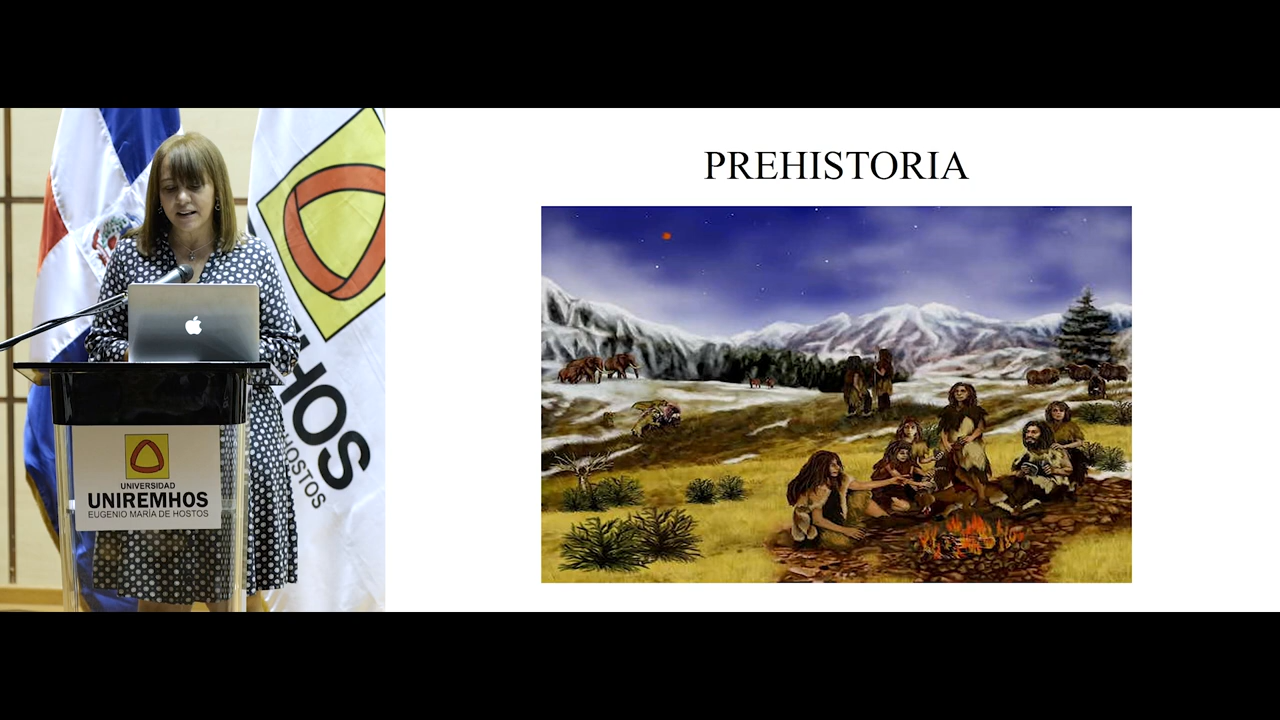 PREHISTORIA
HOS
HOSTOS
UNIVERSIDAD
UNIREMHOS
EUGENIO MARÍA DE HOSTOS